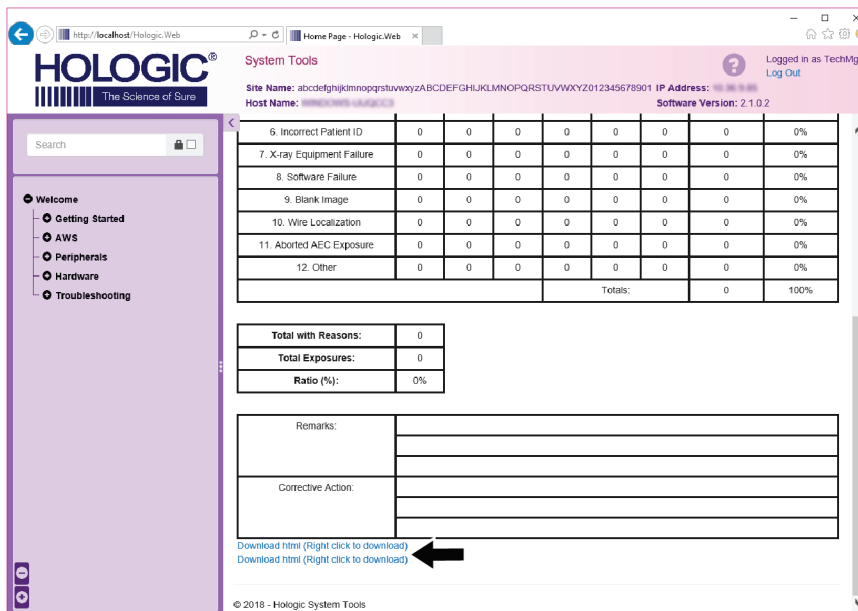 http://localhost/Hologic.Web
Home Page - Hologic.Web
HOLOGIC®
The Science of Sure
System Tools
Logged in as TechMg
Log Out
Site Name: abcdefghijklmnopqrstuvwxyzABCDEFGHIJKLMNOPQRSTUVWXYZ012345678901 IP Address:
Host Name:
Software Version: 2.1.0.2
Search
Welcome
Getting Started
AWS
Peripherals
Hardware
Troubleshooting
6. Incorrect Patient ID 0 0 0 0 0 0 0 0%
7. X-ray Equipment Failure 0 0 0 0 0 0 0 0%
8. Software Failure 0 0 0 0 0 0 0 0%
9. Blank Image 0 0 0 0 0 0 0 0%
10. Wire Localization 0 0 0 0 0 0 0 0%
11. Aborted AEC Exposure 0 0 0 0 0 0 0 0%
12. Other 0 0 0 0 0 0 0 0%
Totals: 0 100%
Total with Reasons: 0
Total Exposures: 0
Ratio (%): 0%
Remarks:
Corrective Action:
Download html (Right click to download)
Download html (Right click to download)
© 2018 - Hologic System Tools